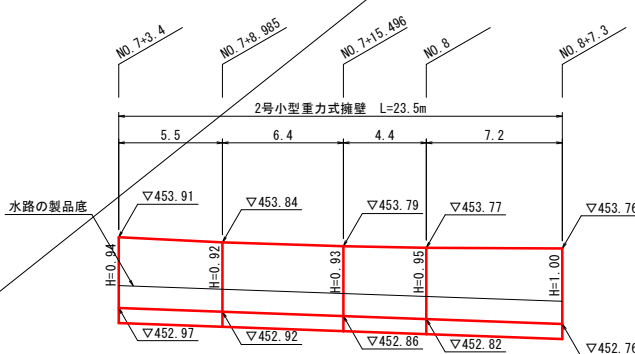 NO.7+3.4
NO.7+8.985
NO.7+15.496
NO.8
NO.8+7.3
2号小型重力式擁壁 L=23.5m
5.5 6.4 4.4 7.2
水路の製品底
▽453.91
▽453.84
▽453.79
▽453.77
▽453.76
H=0.94
H=0.92
H=0.93
H=0.95
H=1.00
▽452.97
▽452.92
▽452.86
▽452.82
▽452.76